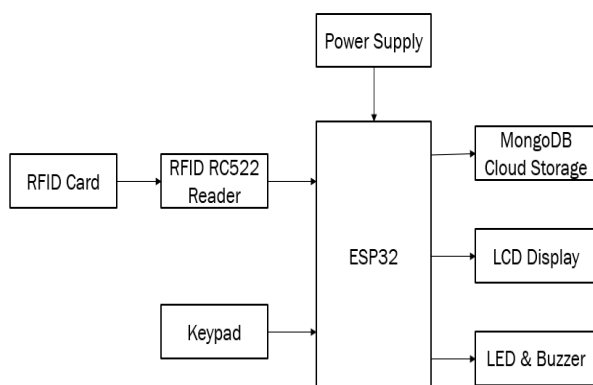 Power Supply
MongoDB
Cloud Storage
RFID Card
RFID RC522
Reader
ESP32
LCD Display
Keypad
LED & Buzzer